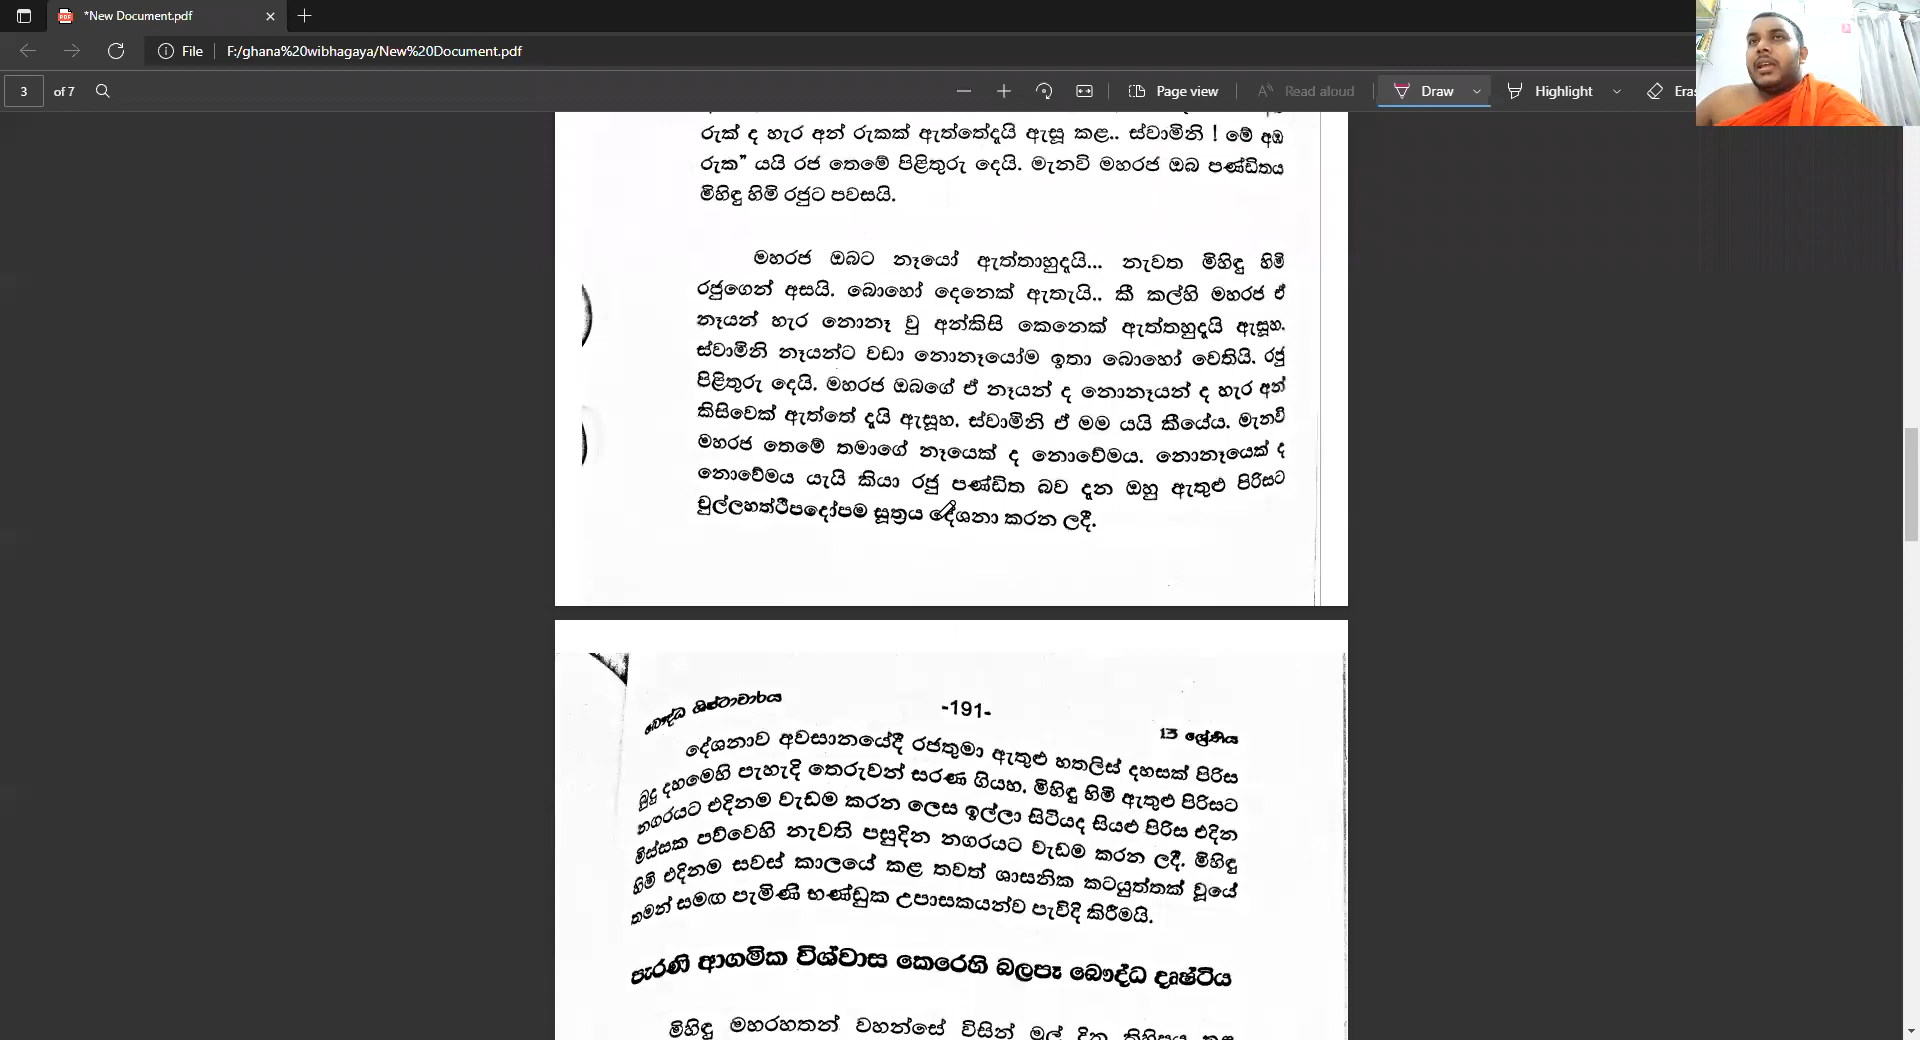 *New Document.pdf
File F:/ghana%20wibhagaya/New%20Document.pdf
3 of 7 Page view Read aloud Draw Highlight
රුක් ද හැර අන් රුකක් ඇත්තේදැයි ඇසූ කළ.. ස්වාමිනි ! මේ අඹ
රුක" යයි රජ තෙමේ පිළිතුරු දෙයි. මැනවි මහරජ ඔබ පණ්ඩිතය
මිහිඳු හිමි රජුට පවසයි.
මහරජ ඔබට නෑයෝ ඇත්තාහුදැයි... නැවත මිහිඳු හිමි
රජුගෙන් අසයි. බොහෝ දෙනෙක් ඇතැයි.. කී කල්හි මහරජ ඒ
නෑයන් හැර නොනෑ වු අන්කිසි කෙනෙක් ඇත්තහුදැයි ඇසූහ.
ස්වාමිනි නෑයන්ට වඩා නොනෑයෝම ඉතා බොහෝ වෙතියි. රජු
පිළිතුරු දෙයි. මහරජ ඔබගේ ඒ නෑයන් ද නොනෑයන් ද හැර අන්
කිසිවෙක් ඇත්තේ දැයි ඇසූහ. ස්වාමිනි ඒ මම යයි කීයේය. මැනවි
මහරජ තෙමේ තමාගේ නෑයෙක් ද නොවේමය. නොනෑයෙක් ද
නොවේමය යැයි කියා රජු පණ්ඩිත බව දැන ඔහු ඇතුළු පිරිසට
චුල්ලහත්ථිපදෝපම සූත්‍රය දේශනා කරන ලදී.
බෞද්ධ ශිෂ්ටාචාරය -191- 13 ශ්‍රේණිය
දේශනාව අවසානයේදී රජතුමා ඇතුළු හතලිස් දහසක් පිරිස
බුදු දහමෙහි පැහැදි තෙරුවන් සරණ ගියහ. මිහිඳු හිමි ඇතුළු පිරිසට
නගරයට එදිනම වැඩම කරන ලෙස ඉල්ලා සිටියද සියළු පිරිස එදින
මිස්සක පව්වෙහි නැවතී පසුදින නගරයට වැඩම කරන ලදී. මිහිඳු
හිමි එදිනම සවස් කාලයේ කළ තවත් ශාසනික කටයුත්තක් වූයේ
තමන් සමඟ පැමිණි භණ්ඩුක උපාසකයන්ව පැවිදි කිරීමයි.
පැරණි ආගමික විශ්වාස කෙරෙහි බලපෑ බෞද්ධ දෘෂ්ටිය
මිහිඳු මහරහතන් වහන්සේ විසින් මුල් දින